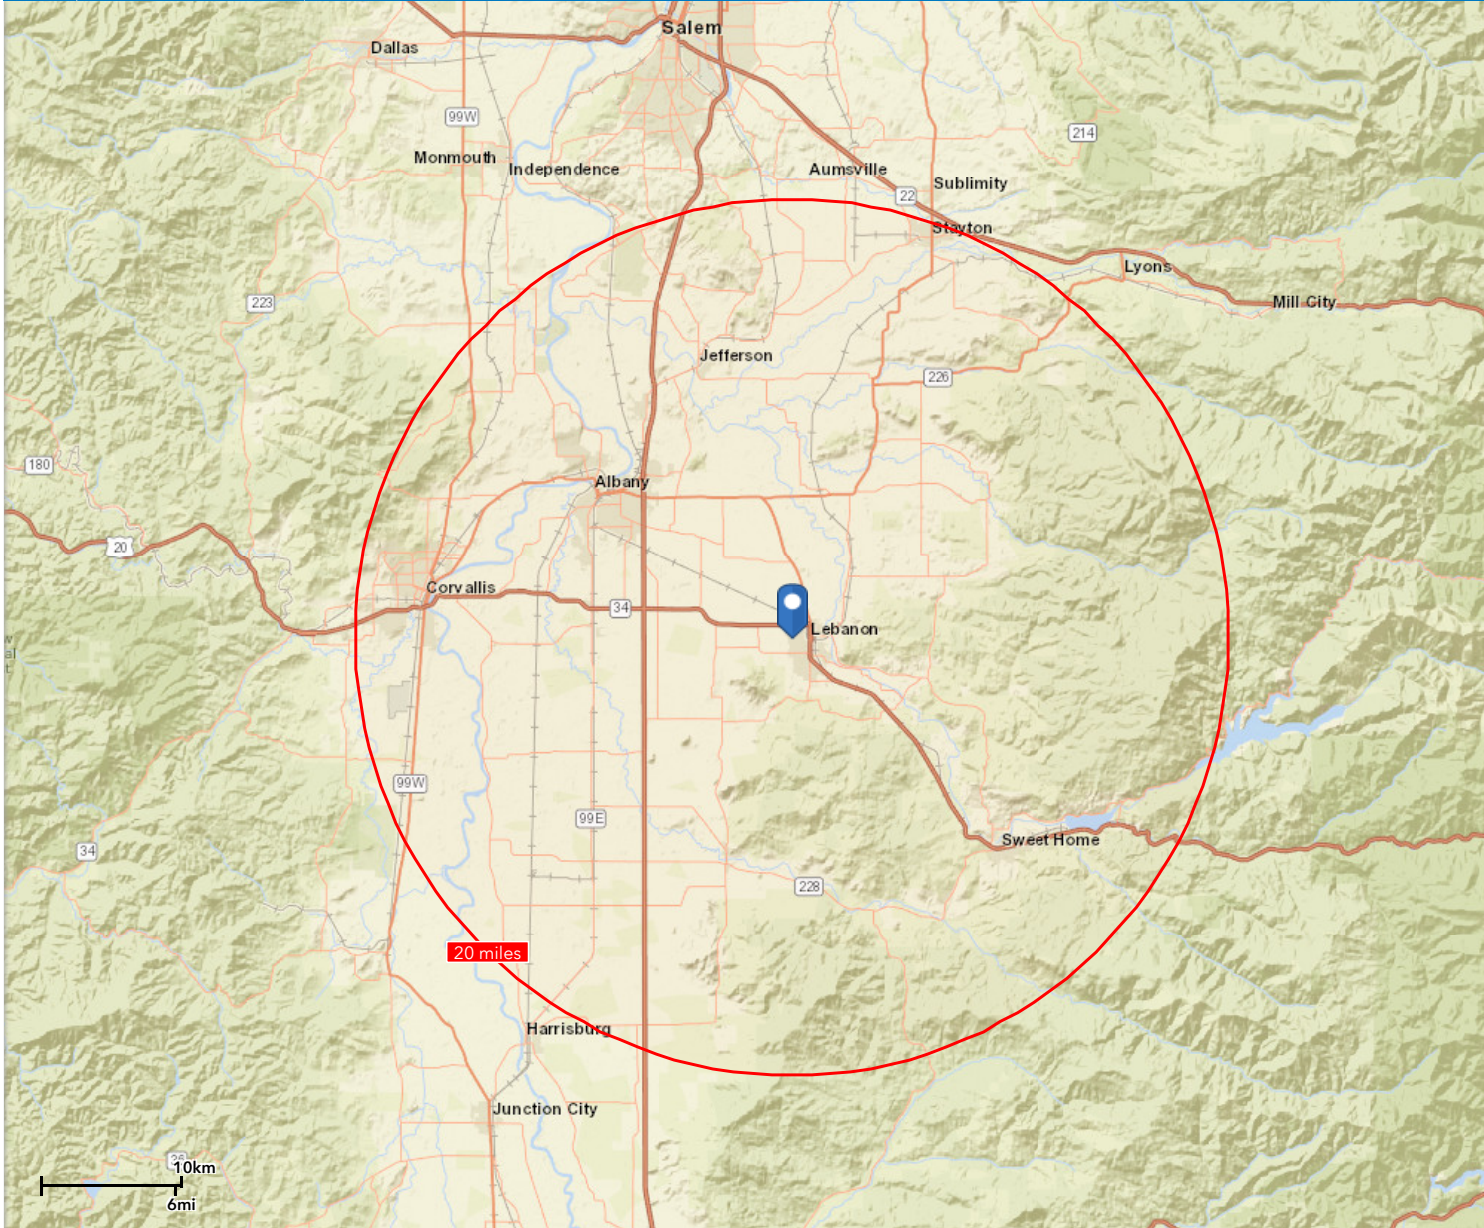 Salem
Dallas
99W
214
Monmouth
Independence
Aumsville
Sublimity
22
Stayton
Lyons
223
Mill City
Jefferson
226
180
Albany
20
Corvallis
34
Lebanon
al
99W
99E
34
Sweet Home
228
20 miles
Harrisburg
Junction City
10km
6mi